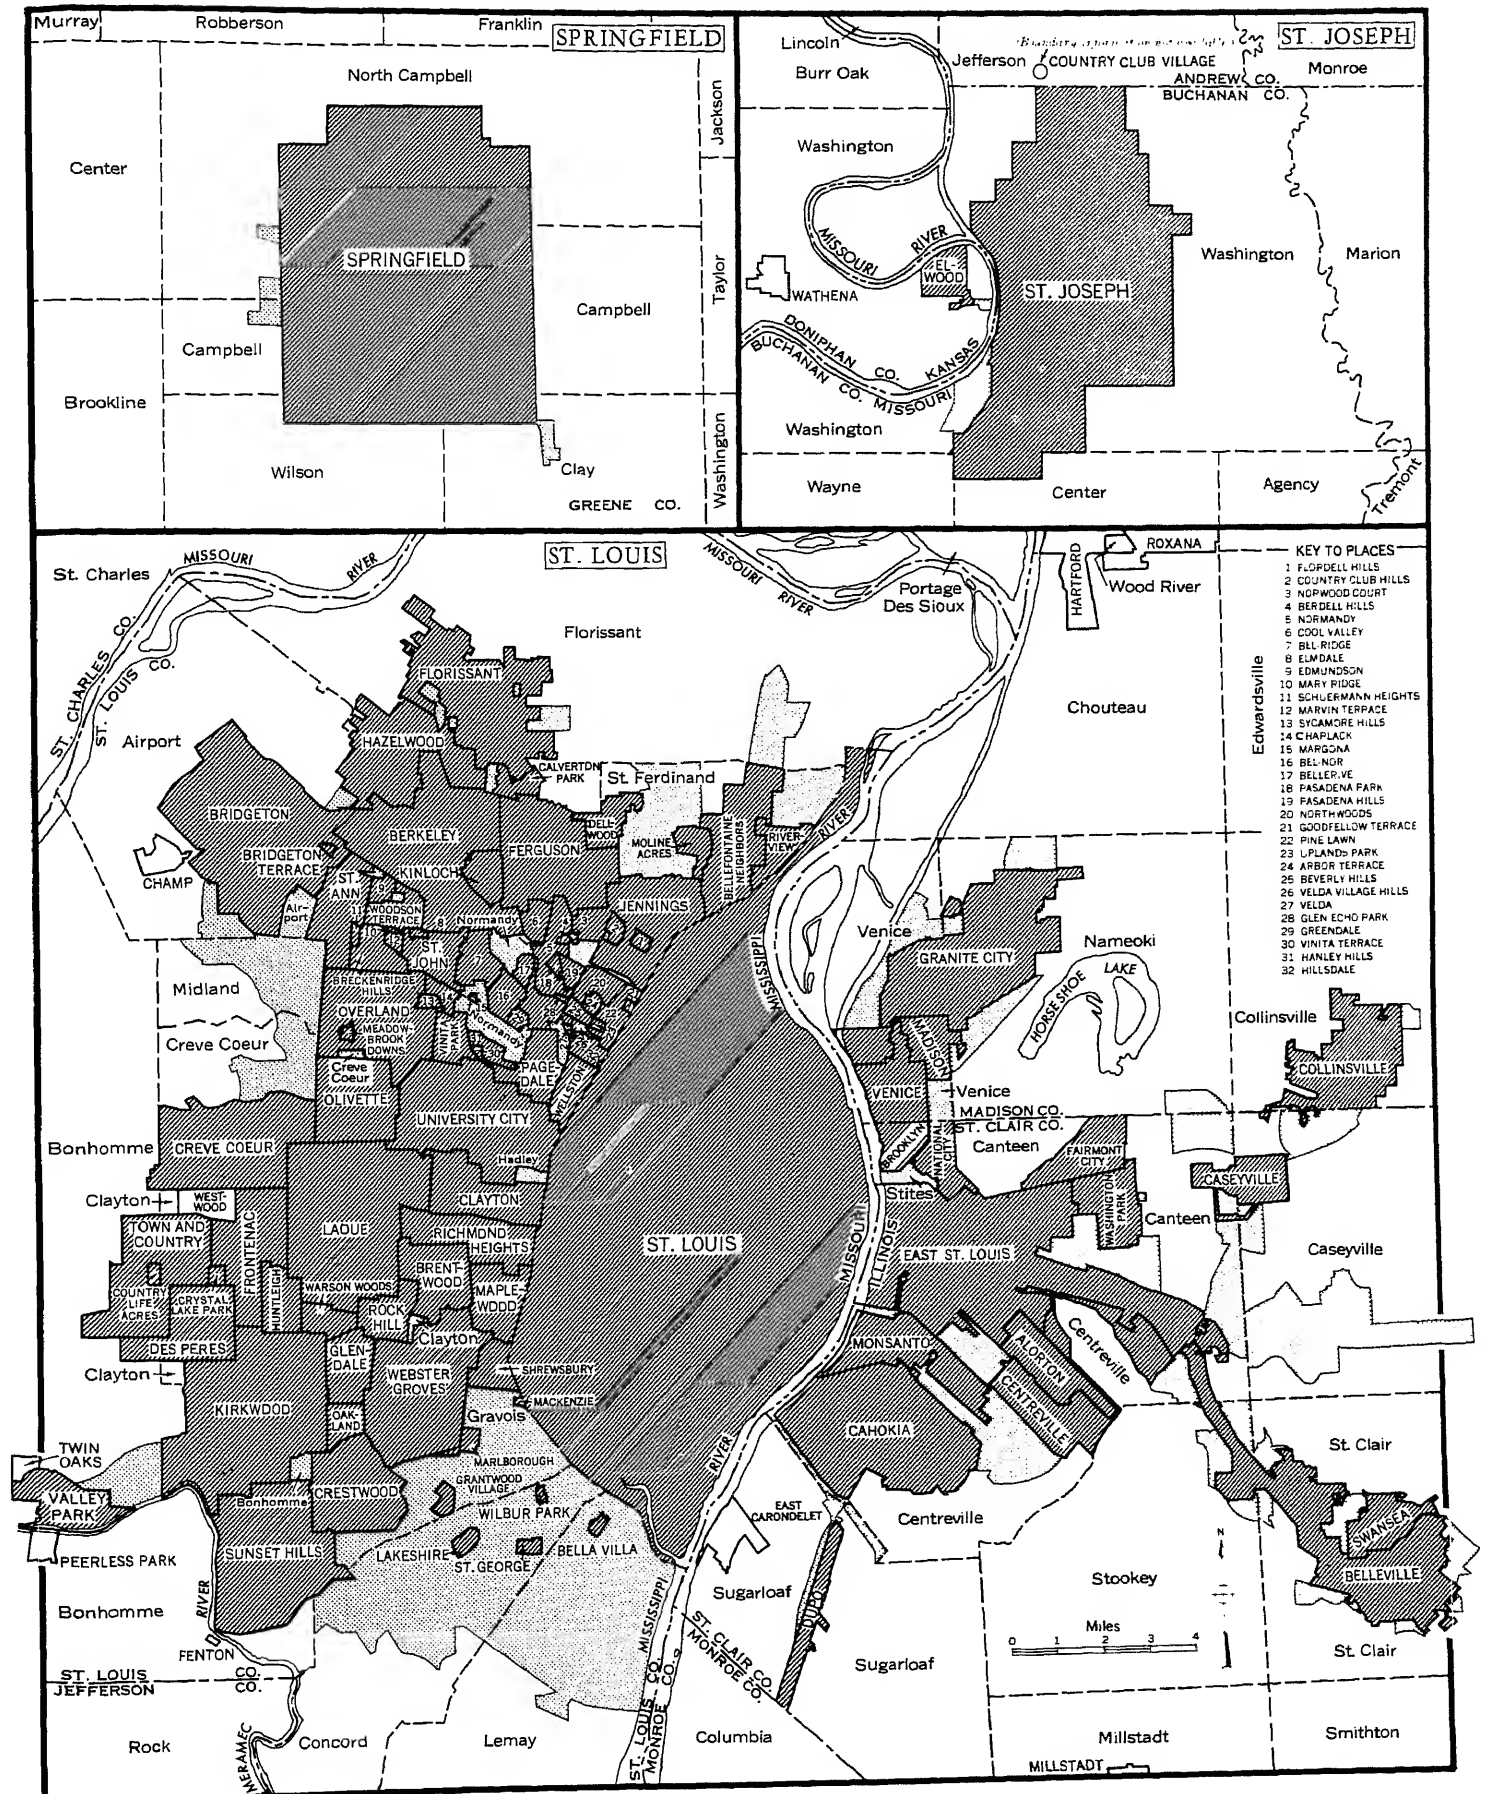 Murray
Robberson
Franklin
SPRINGFIELD
North Campbell
Jackson
Center
SPRINGFIELD
Taylor
Campbell
Campbell
Brookline
Washington
Wilson
Clay
GREENE CO.
ST. JOSEPH
Lincoln
Burr Oak
Jefferson
COUNTRY CLUB VILLAGE
Monroe
ANDREW CO.
BUCHANAN CO.
Washington
MISSOURI RIVER
EL-
WOOD
WATHENA
ST. JOSEPH
Washington
Marion
DONIPHAN CO. KANSAS
BUCHANAN CO. MISSOURI
Washington
Wayne
Center
Agency
Tremont
ST. LOUIS
St. Charles
MISSOURI RIVER
MISSOURI RIVER
Portage
Des Sioux
HARTFORD
ROXANA
Wood River
KEY TO PLACES
1 FLORDELL HILLS
2 COUNTRY CLUB HILLS
3 NORWOOD COURT
4 BERDELL HILLS
5 NORMANDY
6 COOL VALLEY
7 BEL-RIDGE
8 ELMDALE
9 EDMUNDSON
10 MARY RIDGE
11 SCHUERMANN HEIGHTS
12 MARVIN TERRACE
13 SYCAMORE HILLS
14 CHARLACK
15 MARGONA
16 BEL-NOR
17 BELLERIVE
18 PASADENA PARK
19 PASADENA HILLS
20 NORTHWOODS
21 GOODFELLOW TERRACE
22 PINE LAWN
23 UPLANDS PARK
24 ARBOR TERRACE
25 BEVERLY HILLS
26 VELDA VILLAGE HILLS
27 VELDA
28 GLEN ECHO PARK
29 GREENDALE
30 VINITA TERRACE
31 HANLEY HILLS
32 HILLSDALE
ST. CHARLES CO.
ST. LOUIS CO.
Florissant
FLORISSANT
Edwardsville
Chouteau
Airport
HAZELWOOD
CALVERTON
PARK
St. Ferdinand
BRIDGETON
BERKELEY
DELL-
WOOD
MOLINE
ACRES
BELLEFONTAINE
NEIGHBORS
RIVER-
VIEW
RIVER
FERGUSON
BRIDGETON
TERRACE
KINLOCH
CHAMP
ST.
ANN
JENNINGS
Air-
port
WOODSON
TERRACE
Normandy
Venice
GRANITE CITY
Nameoki
HORSE SHOE LAKE
ST.
JOHN
MISSISSIPPI
Midland
BRECKENRIDGE
HILLS
OVERLAND
MEADOW-
BROOK
DOWNS
VINITA
PARK
Normandy
Creve Coeur
Collinsville
COLLINSVILLE
MADISON
Creve
Coeur
OLIVETTE
PAGE-
DALE
WELLSTON
VENICE
Venice
MADISON CO.
ST. CLAIR CO.
UNIVERSITY CITY
BROOKLYN
NATIONAL
CITY
Canteen
Bonhomme
CREVE COEUR
FAIRMONT
CITY
Hadley
CASEYVILLE
Clayton
WEST-
WOOD
CLAYTON
Stites
WASHINGTON
PARK
Canteen
TOWN AND
COUNTRY
FRONTENAC
LADUE
RICHMOND
HEIGHTS
ST. LOUIS
MISSOURI
ILLINOIS
EAST ST. LOUIS
Caseyville
BRENT-
WOOD
HUNTLEIGH
WARSON WOODS
MAPLE-
WOOD
COUNTRY
LIFE
ACRES
CRYSTAL
LAKE PARK
ROCK
HILL
Clayton
DES PERES
GLEN-
DALE
MONSANTO
ALORTON
Centreville
CENTREVILLE
Clayton
WEBSTER
GROVES
SHREWSBURY
MACKENZIE
KIRKWOOD
OAK-
LAND
Gravois
CAHOKIA
St. Clair
TWIN
OAKS
MARLBOROUGH
RIVER
GRANTWOOD
VILLAGE
VALLEY
PARK
Bonhomme
CRESTWOOD
WILBUR PARK
EAST
CARONDELET
Centreville
SWANSEA
PEERLESS PARK
SUNSET HILLS
LAKESHIRE
ST. GEORGE
BELLA VILLA
BELLEVILLE
N
Stookey
Sugarloaf
DUPO
Bonhomme
RIVER
MISSISSIPPI
ST. CLAIR CO.
MONROE CO.
Miles
0 1 2 3 4
FENTON
St. Clair
ST. LOUIS CO.
JEFFERSON CO.
Sugarloaf
Rock
MERAMEC
Concord
Lemay
ST. LOUIS CO.
MONROE CO.
Columbia
Millstadt
MILLSTADT
Smithton